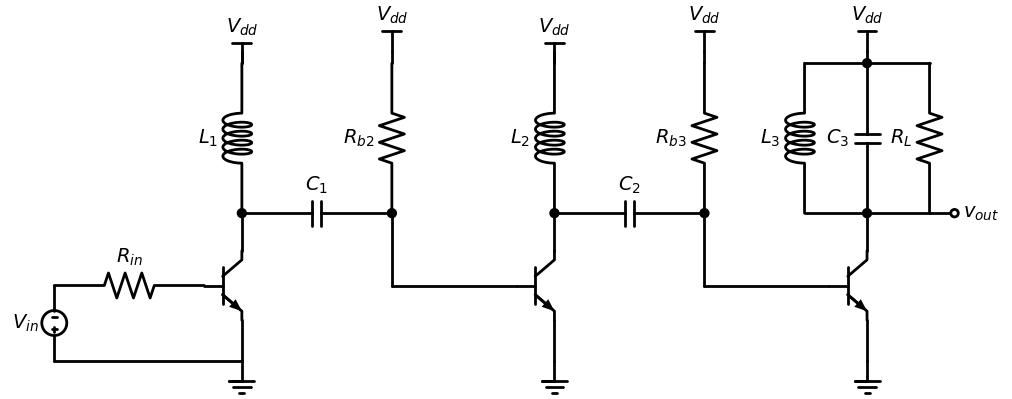 V_dd V_dd V_dd V_dd V_dd
L_1 R_b2 L_2 R_b3 L_3 C_3 R_L
C_1 C_2
v_out
R_in
V_in